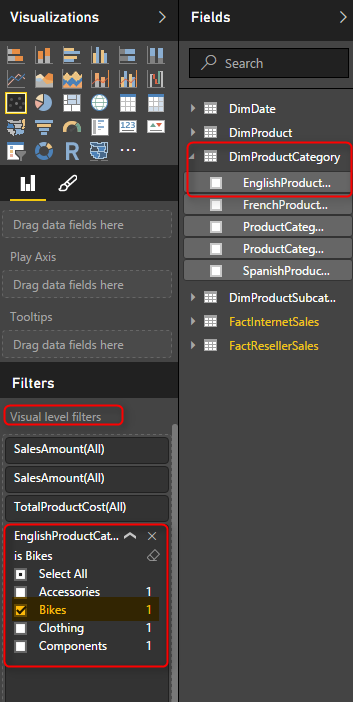 Visualizations
R
123
Drag data fields here
Play Axis
Drag data fields here
Tooltips
Drag data fields here
Filters
Visual level filters
SalesAmount(All)
SalesAmount(All)
TotalProductCost(All)
EnglishProductCat...
is Bikes
Select All
Accessories 1
Bikes 1
Clothing 1
Components 1
Fields
Search
DimDate
DimProduct
DimProductCategory
EnglishProduct...
FrenchProduct...
ProductCateg...
ProductCateg...
SpanishProduc...
DimProductSubcat...
FactInternetSales
FactResellerSales